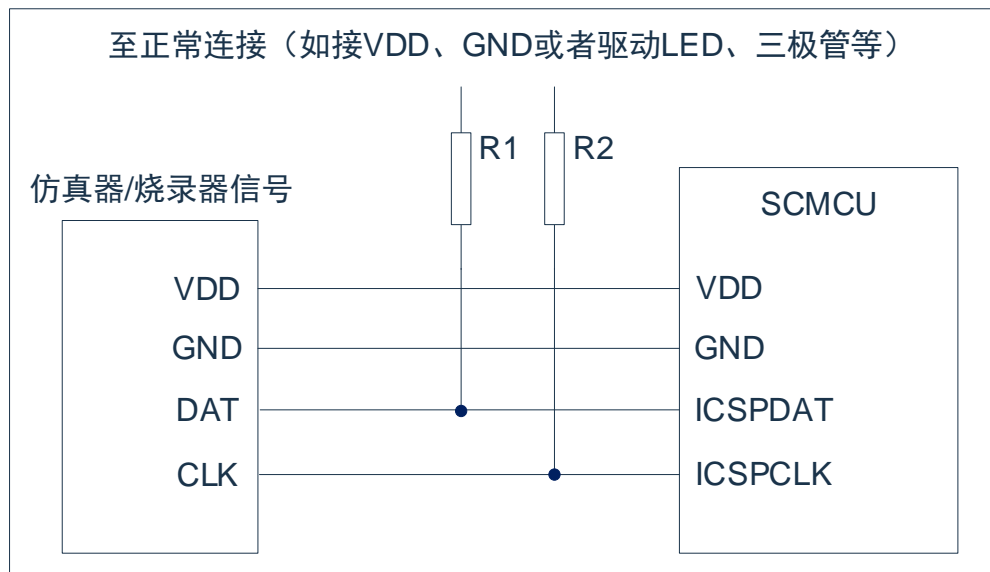 至正常连接（如接VDD、GND或者驱动LED、三极管等）
R1 R2
仿真器/烧录器信号
SCMCU
VDD VDD
GND GND
DAT ICSPDAT
CLK ICSPCLK